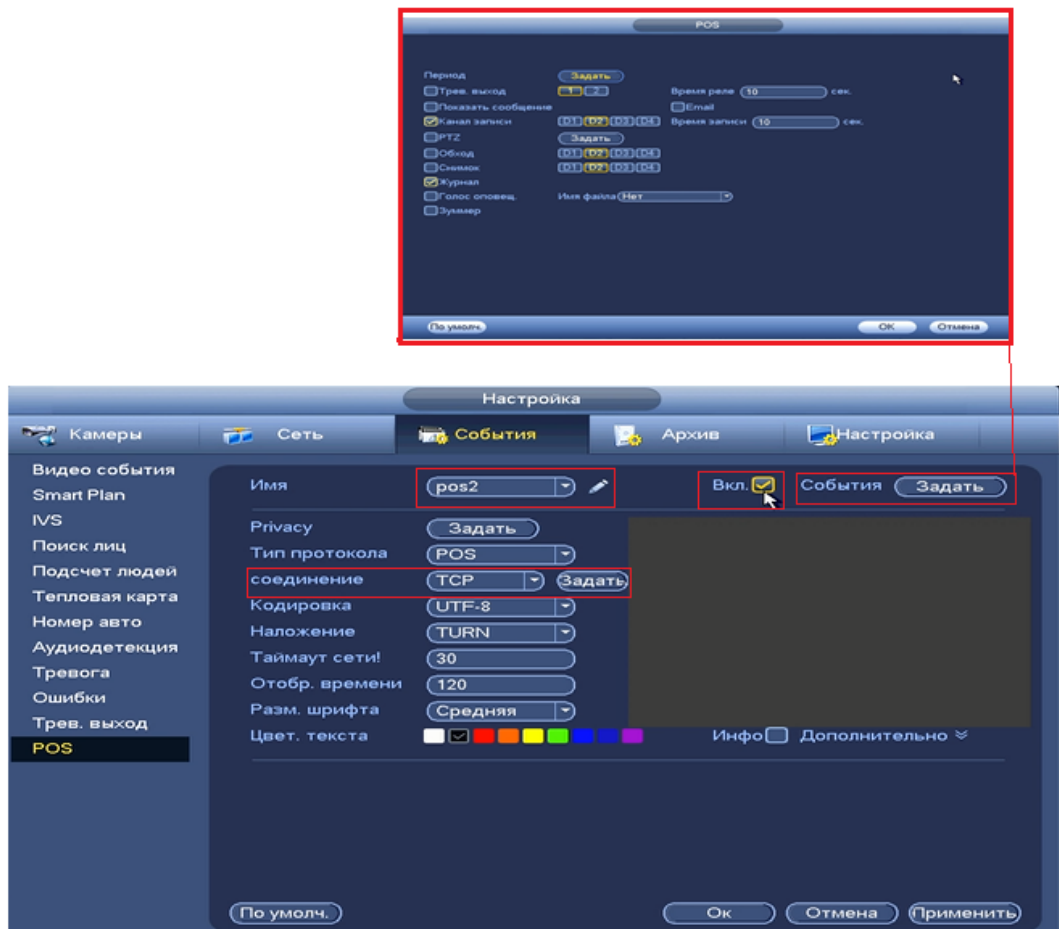 POS
Период Задать
Трев. выход 1 2 Время реле 10 сек.
Показать сообщение Email
Канал записи D1 D2 D3 D4 Время записи 10 сек.
PTZ Задать
Обход D1 D2 D3 D4
Снимок D1 D2 D3 D4
Журнал
Голос оповещ. Имя файла Нет
Зуммер
По умолч. OK Отмена
Настройка
Камеры Сеть События Архив Настройка
Видео события
Smart Plan
IVS
Поиск лиц
Подсчет людей
Тепловая карта
Номер авто
Аудиодетекция
Тревога
Ошибки
Трев. выход
POS
Имя pos2 Вкл. События Задать
Privacy Задать
Тип протокола POS
соединение TCP Задать
Кодировка UTF-8
Наложение TURN
Таймаут сети! 30
Отобр. времени 120
Разм. шрифта Средняя
Цвет. текста Инфо Дополнительно
По умолч. Ок Отмена Применить